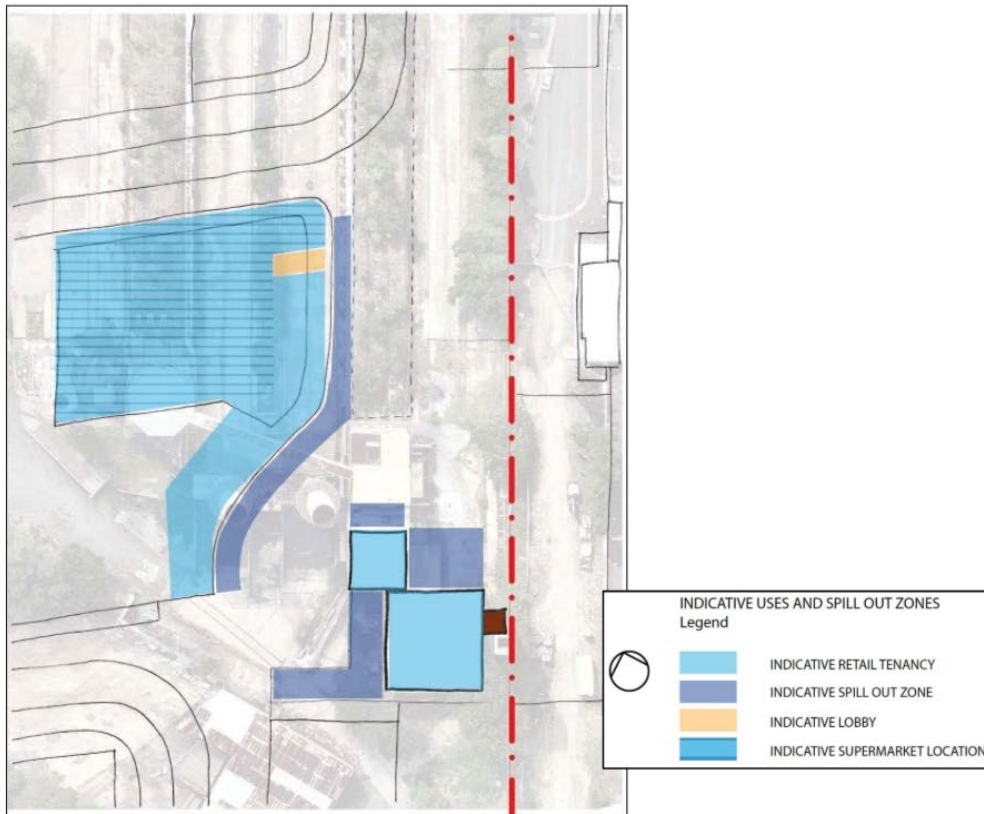 INDICATIVE USES AND SPILL OUT ZONES
Legend
INDICATIVE RETAIL TENANCY
INDICATIVE SPILL OUT ZONE
INDICATIVE LOBBY
INDICATIVE SUPERMARKET LOCATION